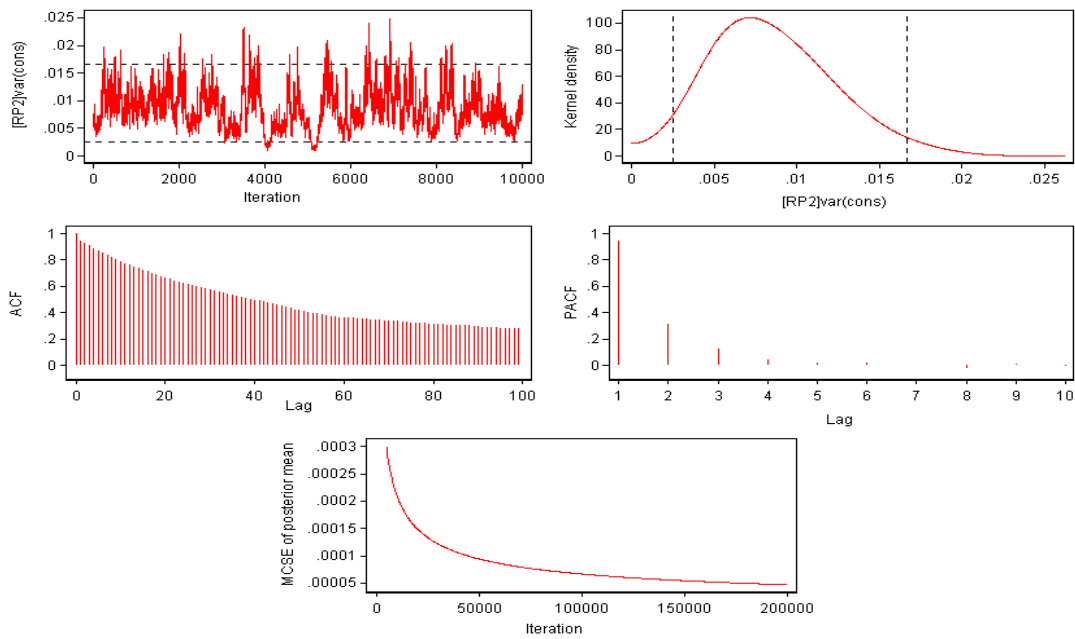 [RP2]var(cons)
.025
.02
.015
.01
.005
0
0 2000 4000 6000 8000 10000
Iteration
Kernel density
100
80
60
40
20
0
0 .005 .01 .015 .02 .025
[RP2]var(cons)
ACF
1
.8
.6
.4
.2
0
0 20 40 60 80 100
Lag
PACF
1
.8
.6
.4
.2
0
1 2 3 4 5 6 7 8 9 10
Lag
MCSE of posterior mean
.0003
.00025
.0002
.00015
.0001
.00005
0 50000 100000 150000 200000
Iteration